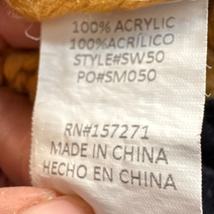 100% ACRYLIC
100%ACRÍLICO
STYLE#SW50
PO#SM050
RN#157271
MADE IN CHINA
HECHO EN CHINA